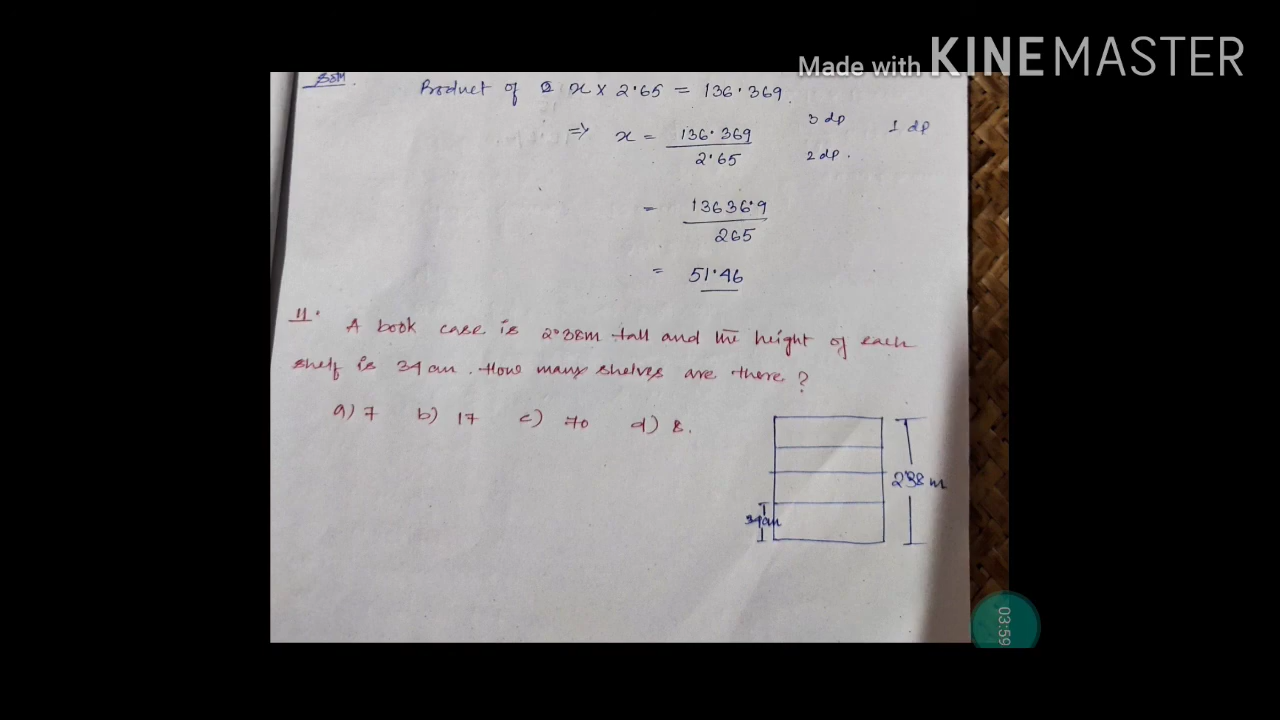 Made with KINEMASTER
Soln.
Product of x × 2.65 = 136.369.
⇒ x = 136.369 / 2.65
3 dp
1 dp
2 dp.
= 13636.9 / 265
= 51.46
11. A book case is 2.38m tall and the height of each
shelf is 34 cm. How many shelves are there?
a) 7 b) 17 c) 70 d) 8.
2.38 m
34cm
03:59